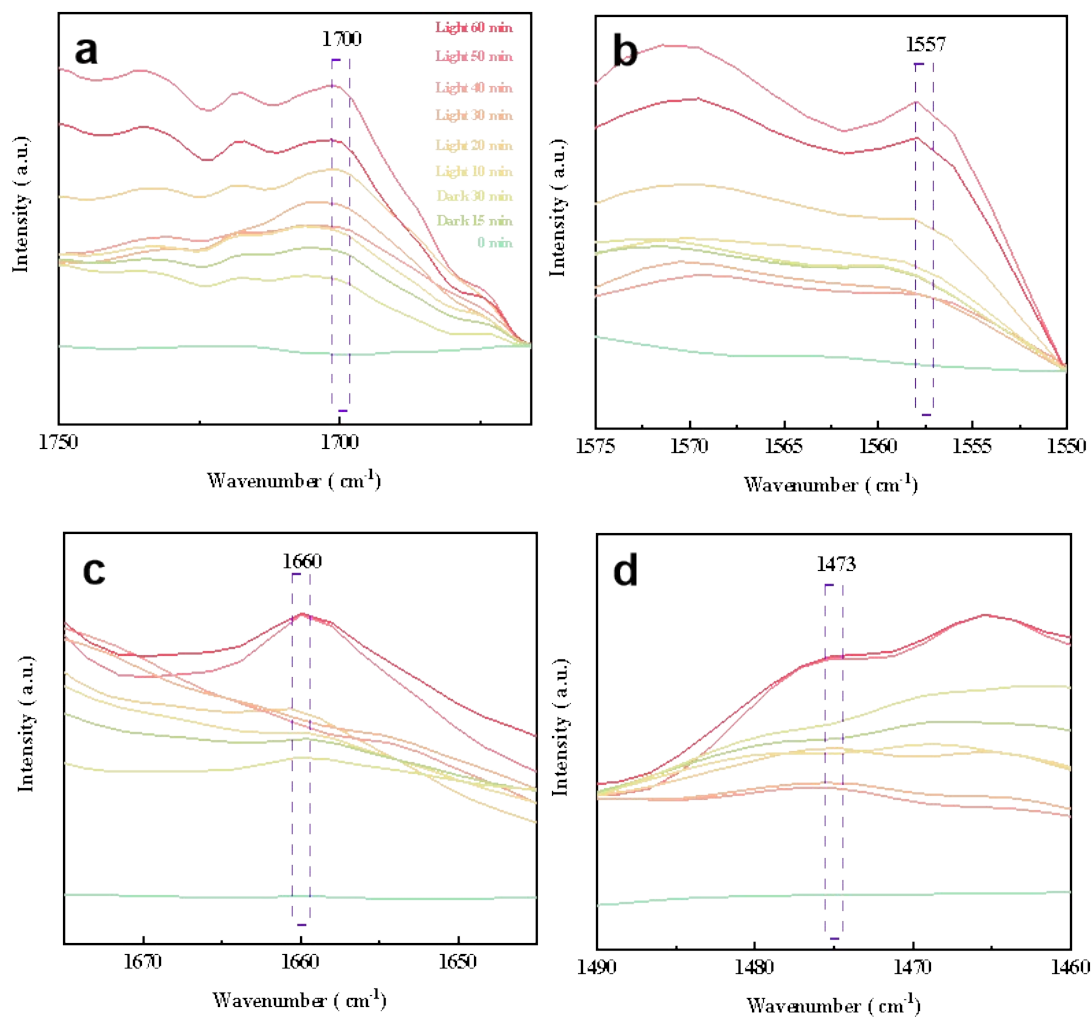 a
1700
Light 60 min
Light 50 min
Light 40 min
Light 30 min
Light 20 min
Light 10 min
Dark 30 min
Dark 15 min
0 min
Intensity ( a.u.)
1750
1700
Wavenumber ( cm⁻¹)
b
1557
Intensity ( a.u.)
1575
1570
1565
1560
1555
1550
Wavenumber ( cm⁻¹)
c
1660
Intensity ( a.u.)
1670
1660
1650
Wavenumber ( cm⁻¹)
d
1473
Intensity ( a.u.)
1490
1480
1470
1460
Wavenumber ( cm⁻¹)